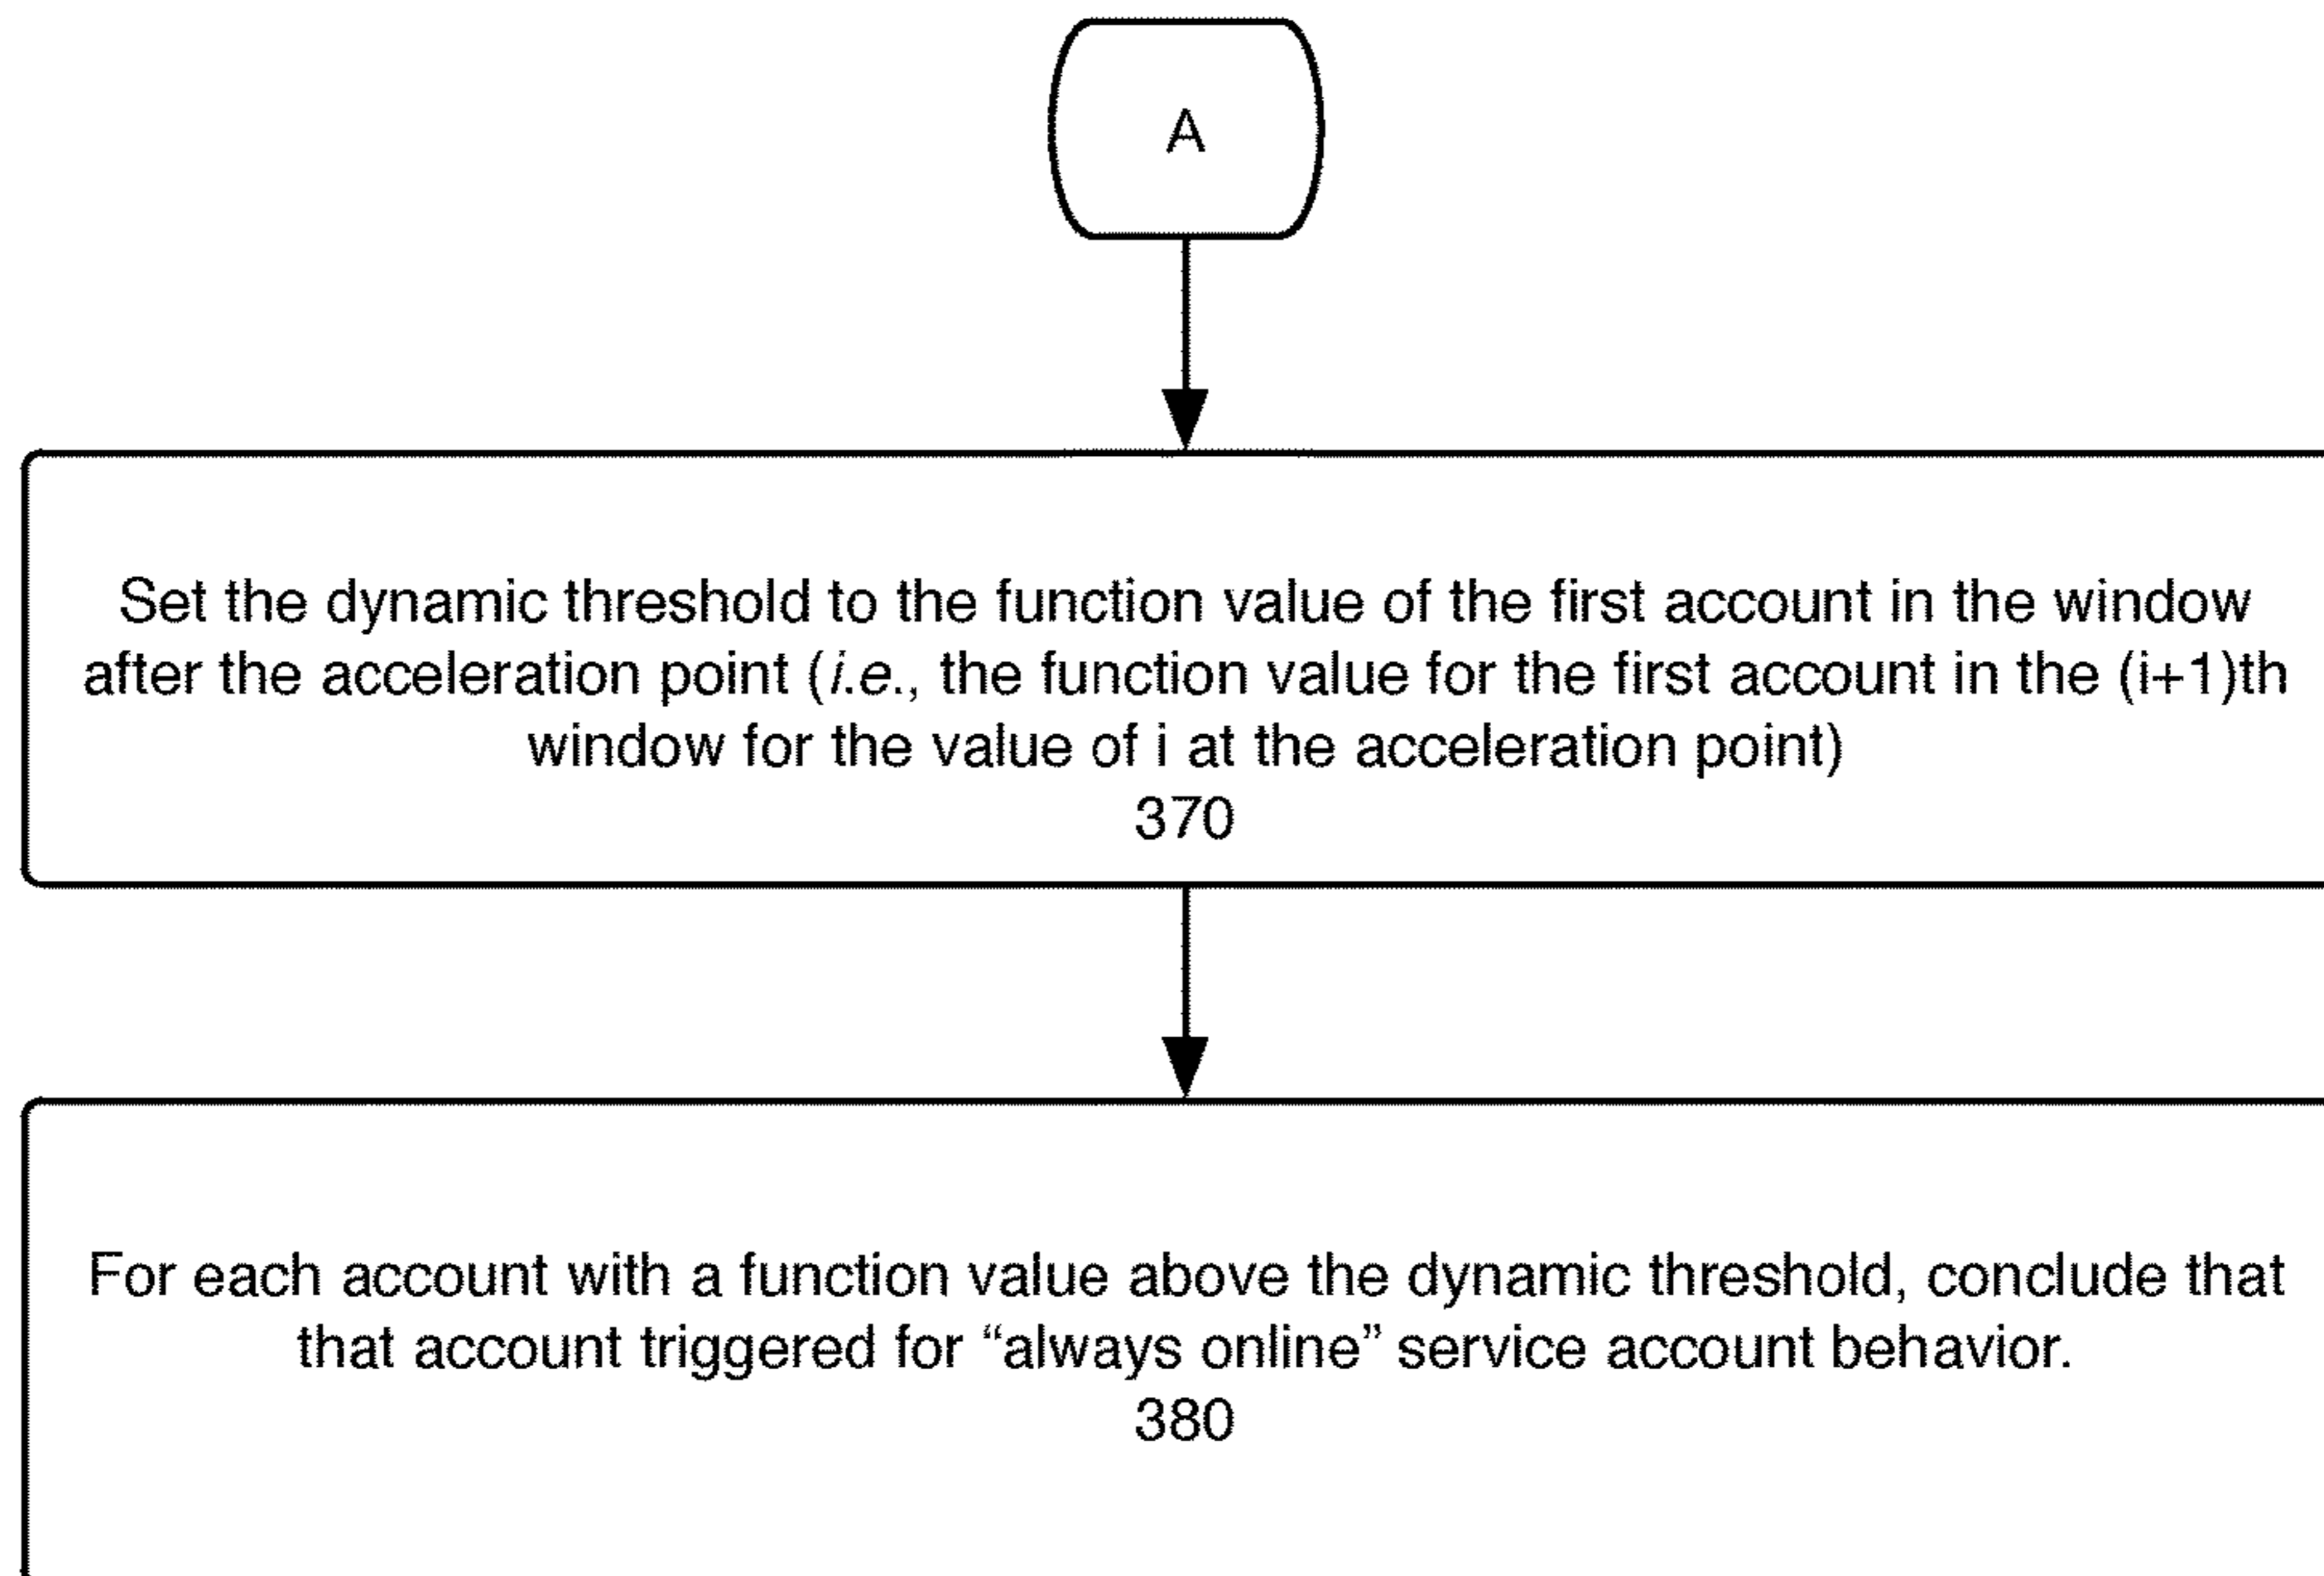 A
Set the dynamic threshold to the function value of the first account in the window
after the acceleration point (i.e., the function value for the first account in the (i+1)th
window for the value of i at the acceleration point)
370
For each account with a function value above the dynamic threshold, conclude that
that account triggered for “always online” service account behavior.
380